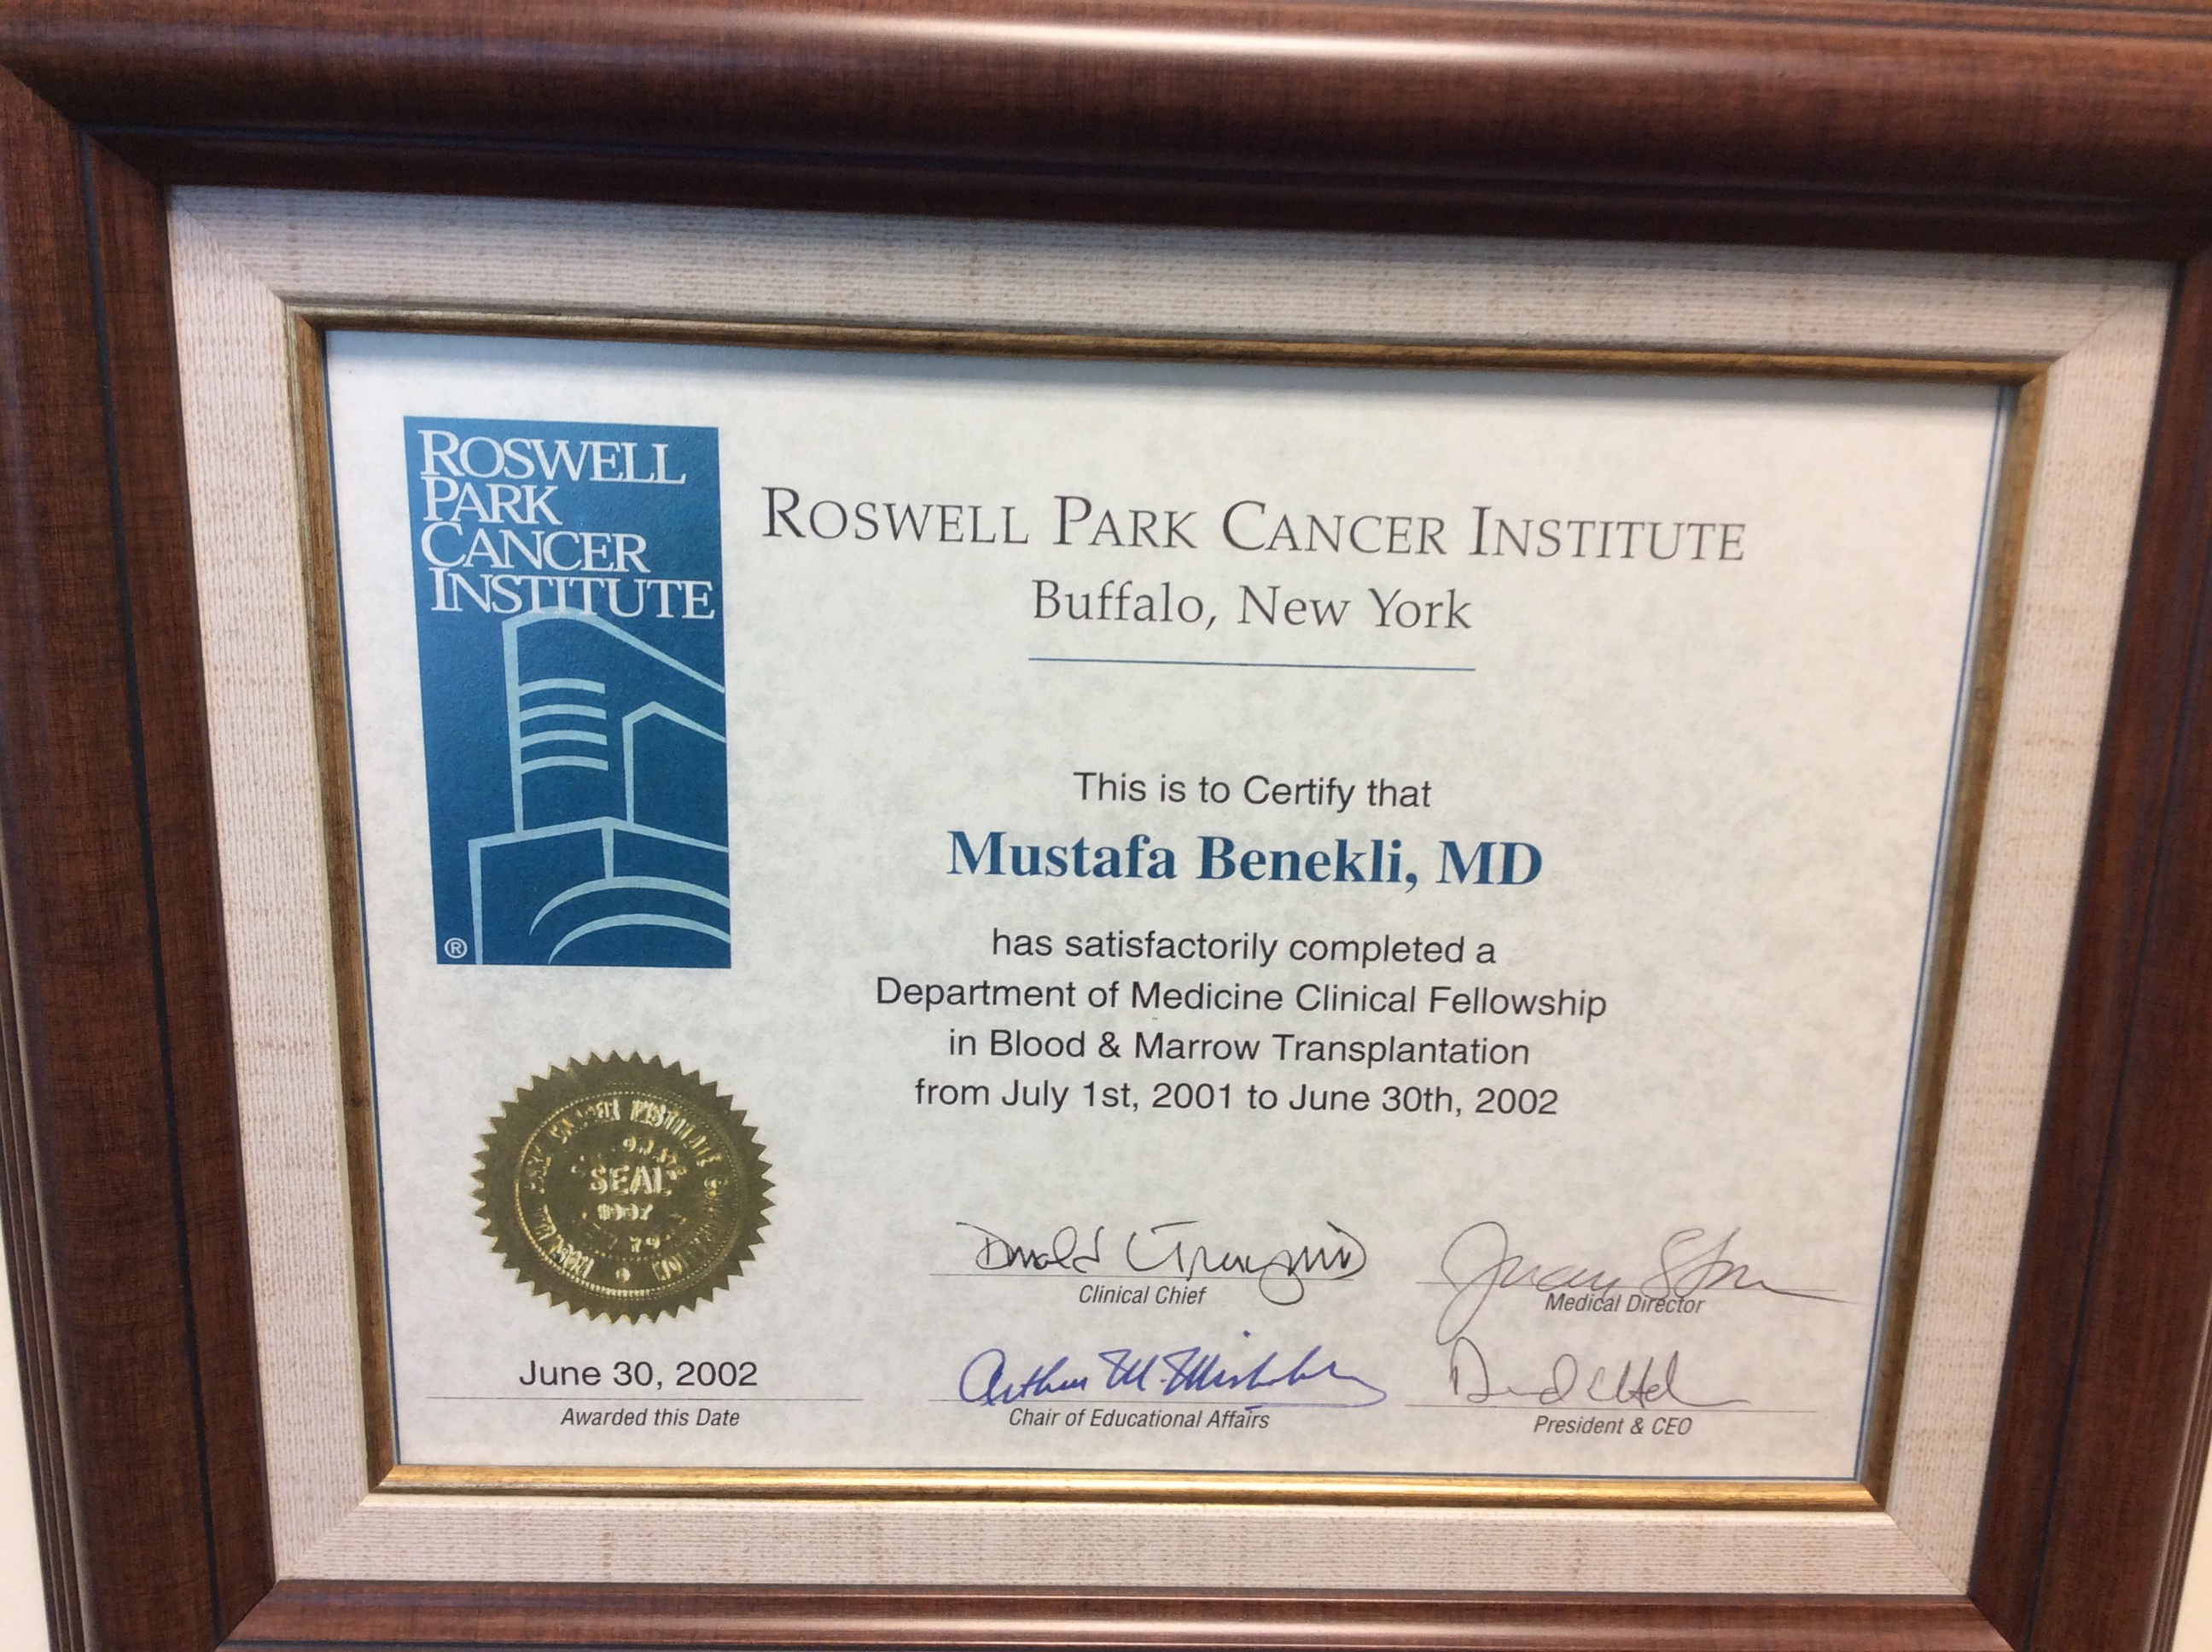 ROSWELL
PARK
CANCER
INSTITUTE
®
ROSWELL PARK CANCER INSTITUTE
Buffalo, New York
This is to Certify that
Mustafa Benekli, MD
has satisfactorily completed a
Department of Medicine Clinical Fellowship
in Blood & Marrow Transplantation
from July 1st, 2001 to June 30th, 2002
SEAL
Clinical Chief
Medical Director
June 30, 2002
Awarded this Date
Chair of Educational Affairs
President & CEO